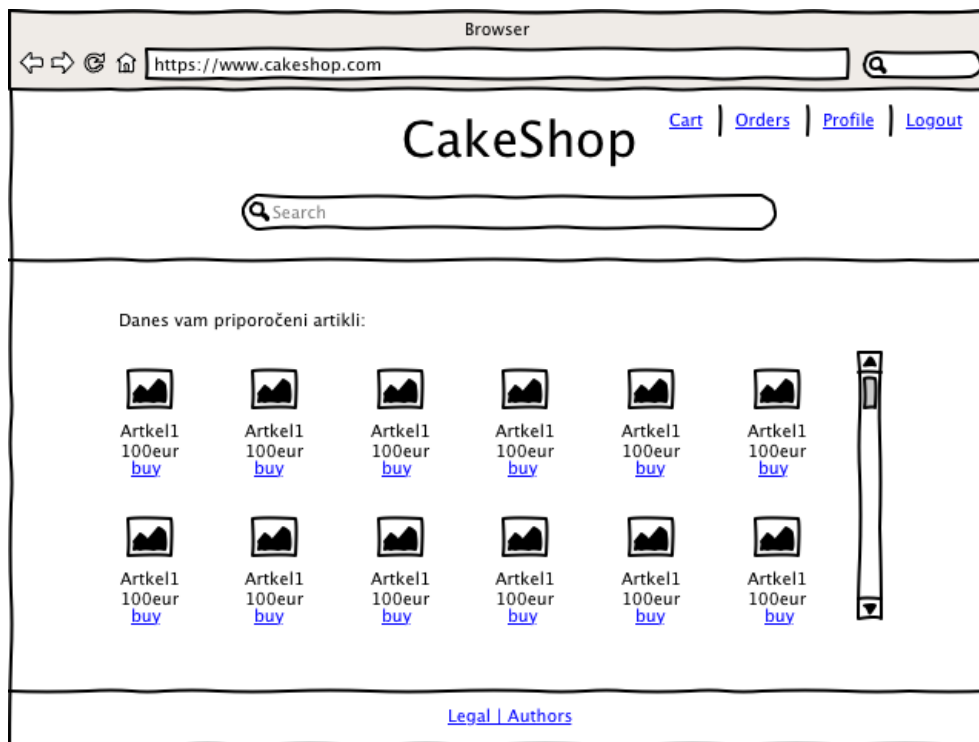 Browser
https://www.cakeshop.com
Cart Orders Profile Logout
CakeShop
Search
Danes vam priporočeni artikli:
Artkel1 Artkel1 Artkel1 Artkel1 Artkel1 Artkel1
100eur 100eur 100eur 100eur 100eur 100eur
buy buy buy buy buy buy
Artkel1 Artkel1 Artkel1 Artkel1 Artkel1 Artkel1
100eur 100eur 100eur 100eur 100eur 100eur
buy buy buy buy buy buy
Legal | Authors